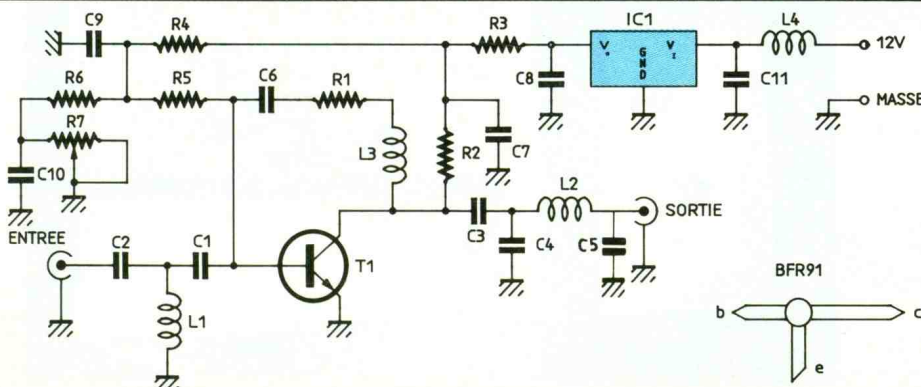 C9
R4
R3
IC1
L4
12V
V
V
GND
R6
R5
C6
R1
C8
C11
MASSE
R7
L3
R2
C7
C10
L2
SORTIE
ENTREE
C2
C1
T1
C3
C4
C5
BFR91
L1
b
c
e